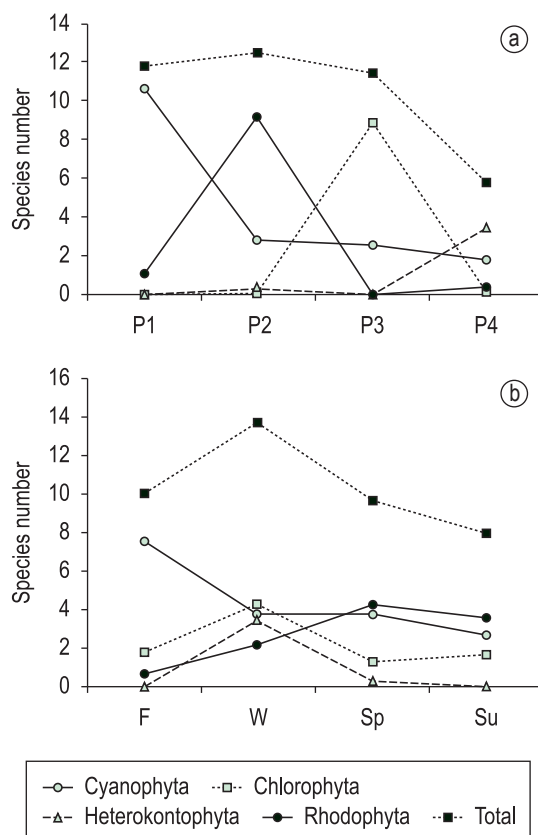 14
12
10
8
6
4
2
0
Species number
a
P1 P2 P3 P4
16
14
12
10
8
6
4
2
0
Species number
b
F W Sp Su
Cyanophyta Chlorophyta
Heterokontophyta Rhodophyta Total